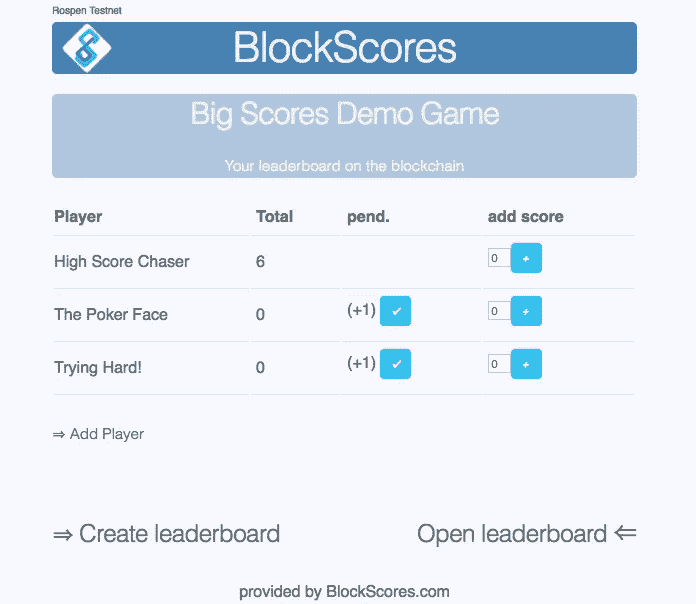 Rospen Testnet
BlockScores
Big Scores Demo Game
Your leaderboard on the blockchain
Player Total pend. add score
High Score Chaser 6 0 +
The Poker Face 0 (+1) ✓ 0 +
Trying Hard! 0 (+1) ✓ 0 +
⇒ Add Player
⇒ Create leaderboard Open leaderboard ⇐
provided by BlockScores.com